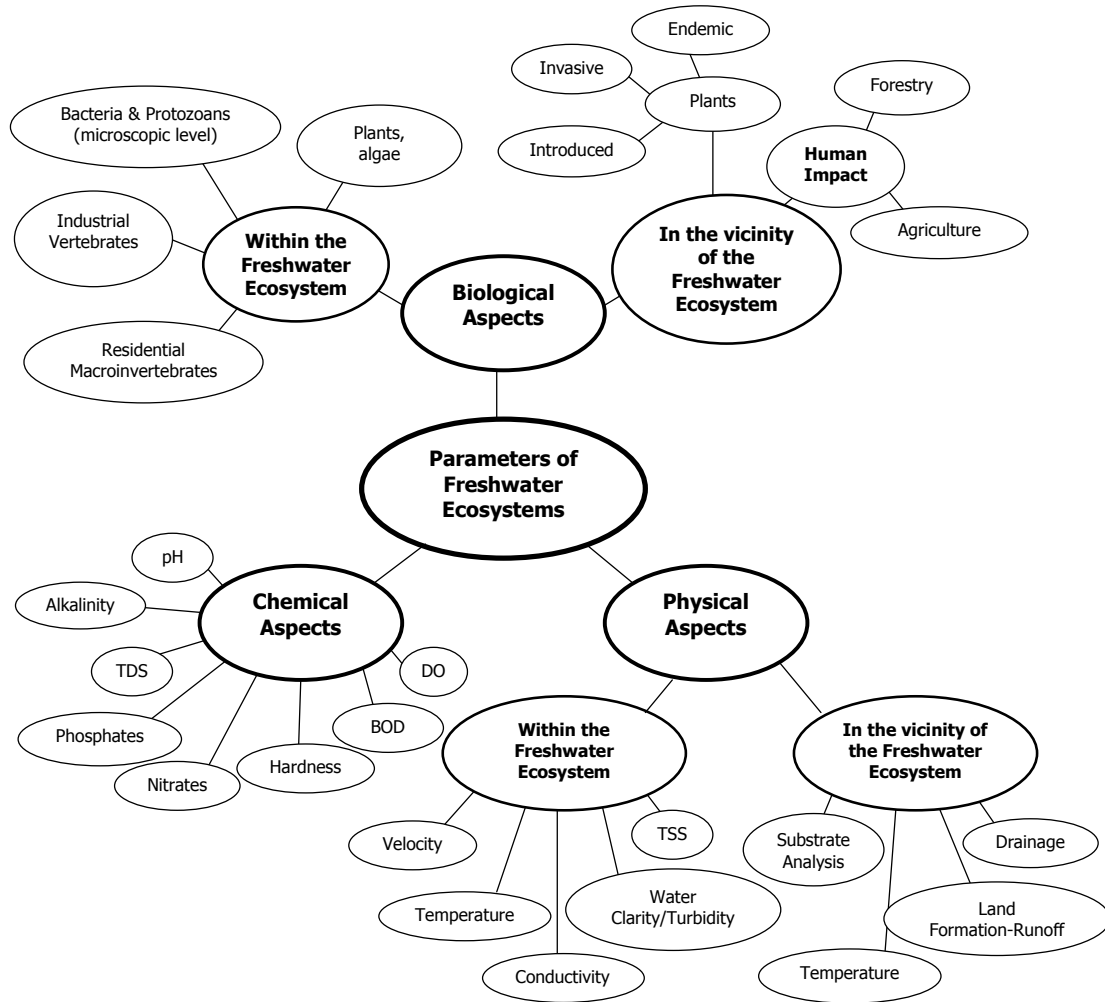 Endemic
Invasive
Plants
Introduced
Forestry
Human
Impact
Agriculture
In the vicinity
of the
Freshwater
Ecosystem
Bacteria & Protozoans
(microscopic level)
Plants,
algae
Industrial
Vertebrates
Within the
Freshwater
Ecosystem
Residential
Macroinvertebrates
Biological
Aspects
Parameters of
Freshwater
Ecosystems
pH
Alkalinity
TDS
Phosphates
Nitrates
Hardness
BOD
DO
Chemical
Aspects
Physical
Aspects
Within the
Freshwater
Ecosystem
Velocity
Temperature
Conductivity
Water
Clarity/Turbidity
TSS
In the vicinity of
the Freshwater
Ecosystem
Substrate
Analysis
Temperature
Land
Formation-Runoff
Drainage